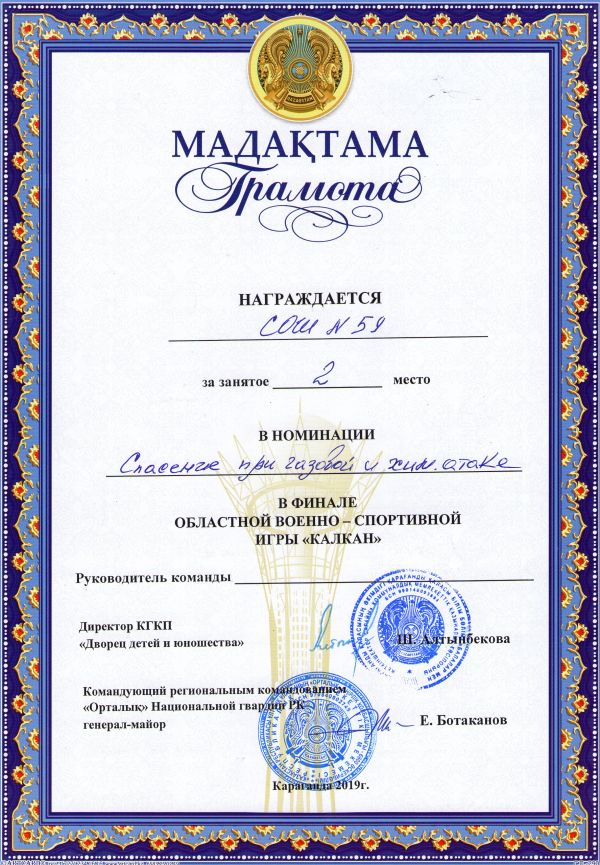 МАДАҚТАМА
Грамота
НАГРАЖДАЕТСЯ
СОШ N 59
за занятое 2 место
В НОМИНАЦИИ
Спасение при газовой и хим. атаке
В ФИНАЛЕ
ОБЛАСТНОЙ ВОЕННО – СПОРТИВНОЙ
ИГРЫ «КАЛКАН»
Руководитель команды
Директор КГКП
«Дворец детей и юношества» Ш. Алтынбекова
Командующий региональным командованием
«Орталық» Национальной гвардии РК
генерал-майор Е. Ботаканов
Караганда 2019г.